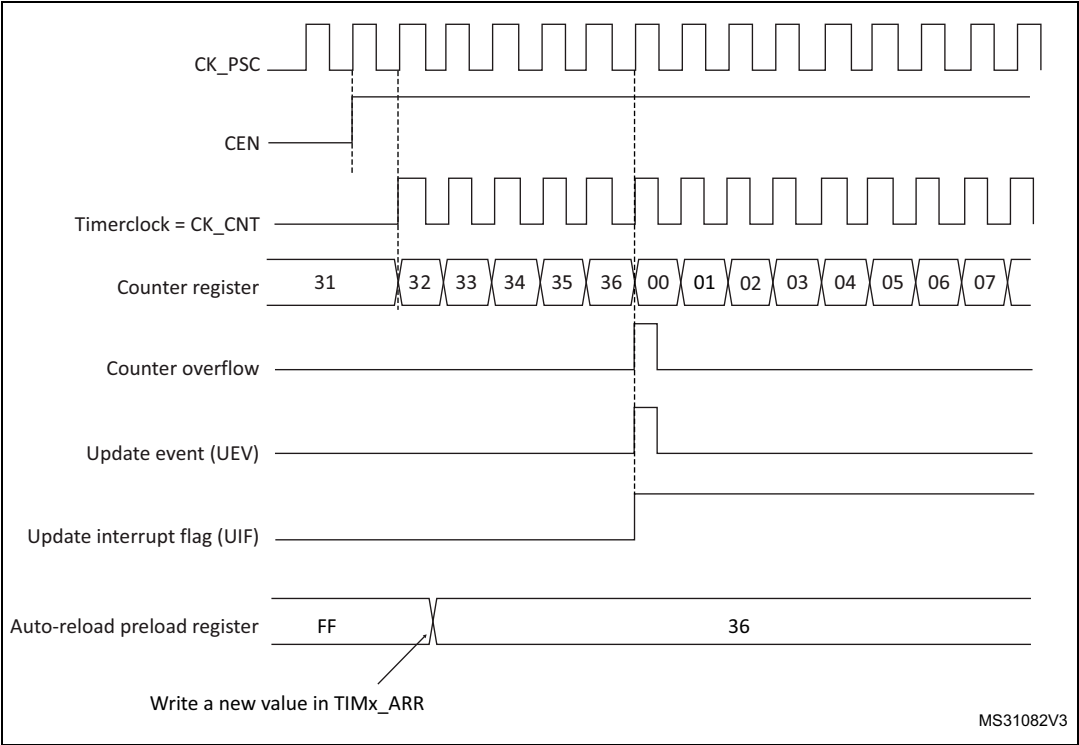 CK_PSC
CEN
Timerclock = CK_CNT
Counter register 31 32 33 34 35 36 00 01 02 03 04 05 06 07
Counter overflow
Update event (UEV)
Update interrupt flag (UIF)
Auto-reload preload register FF 36
Write a new value in TIMx_ARR
MS31082V3